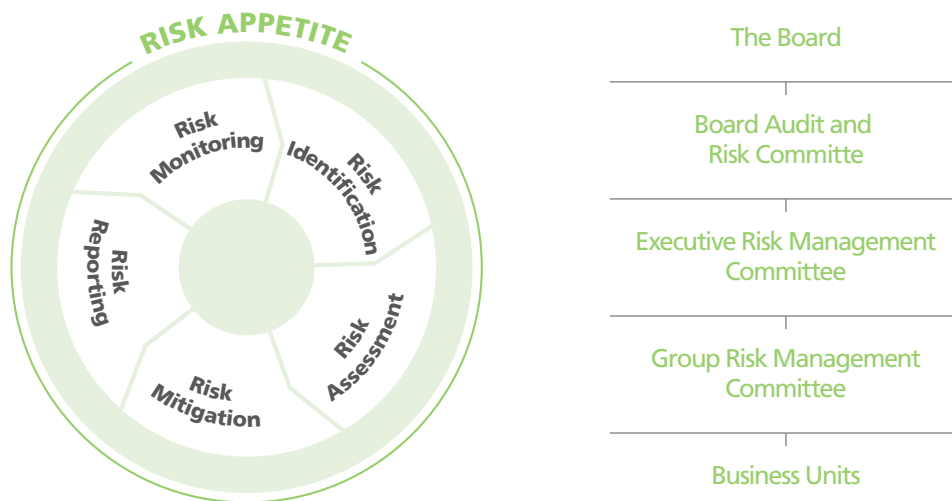 RISK APPETITE
Risk
Monitoring
Risk
Identification
Risk
Assessment
Risk
Mitigation
Risk
Reporting
The Board
Board Audit and
Risk Committe
Executive Risk Management
Committee
Group Risk Management
Committee
Business Units